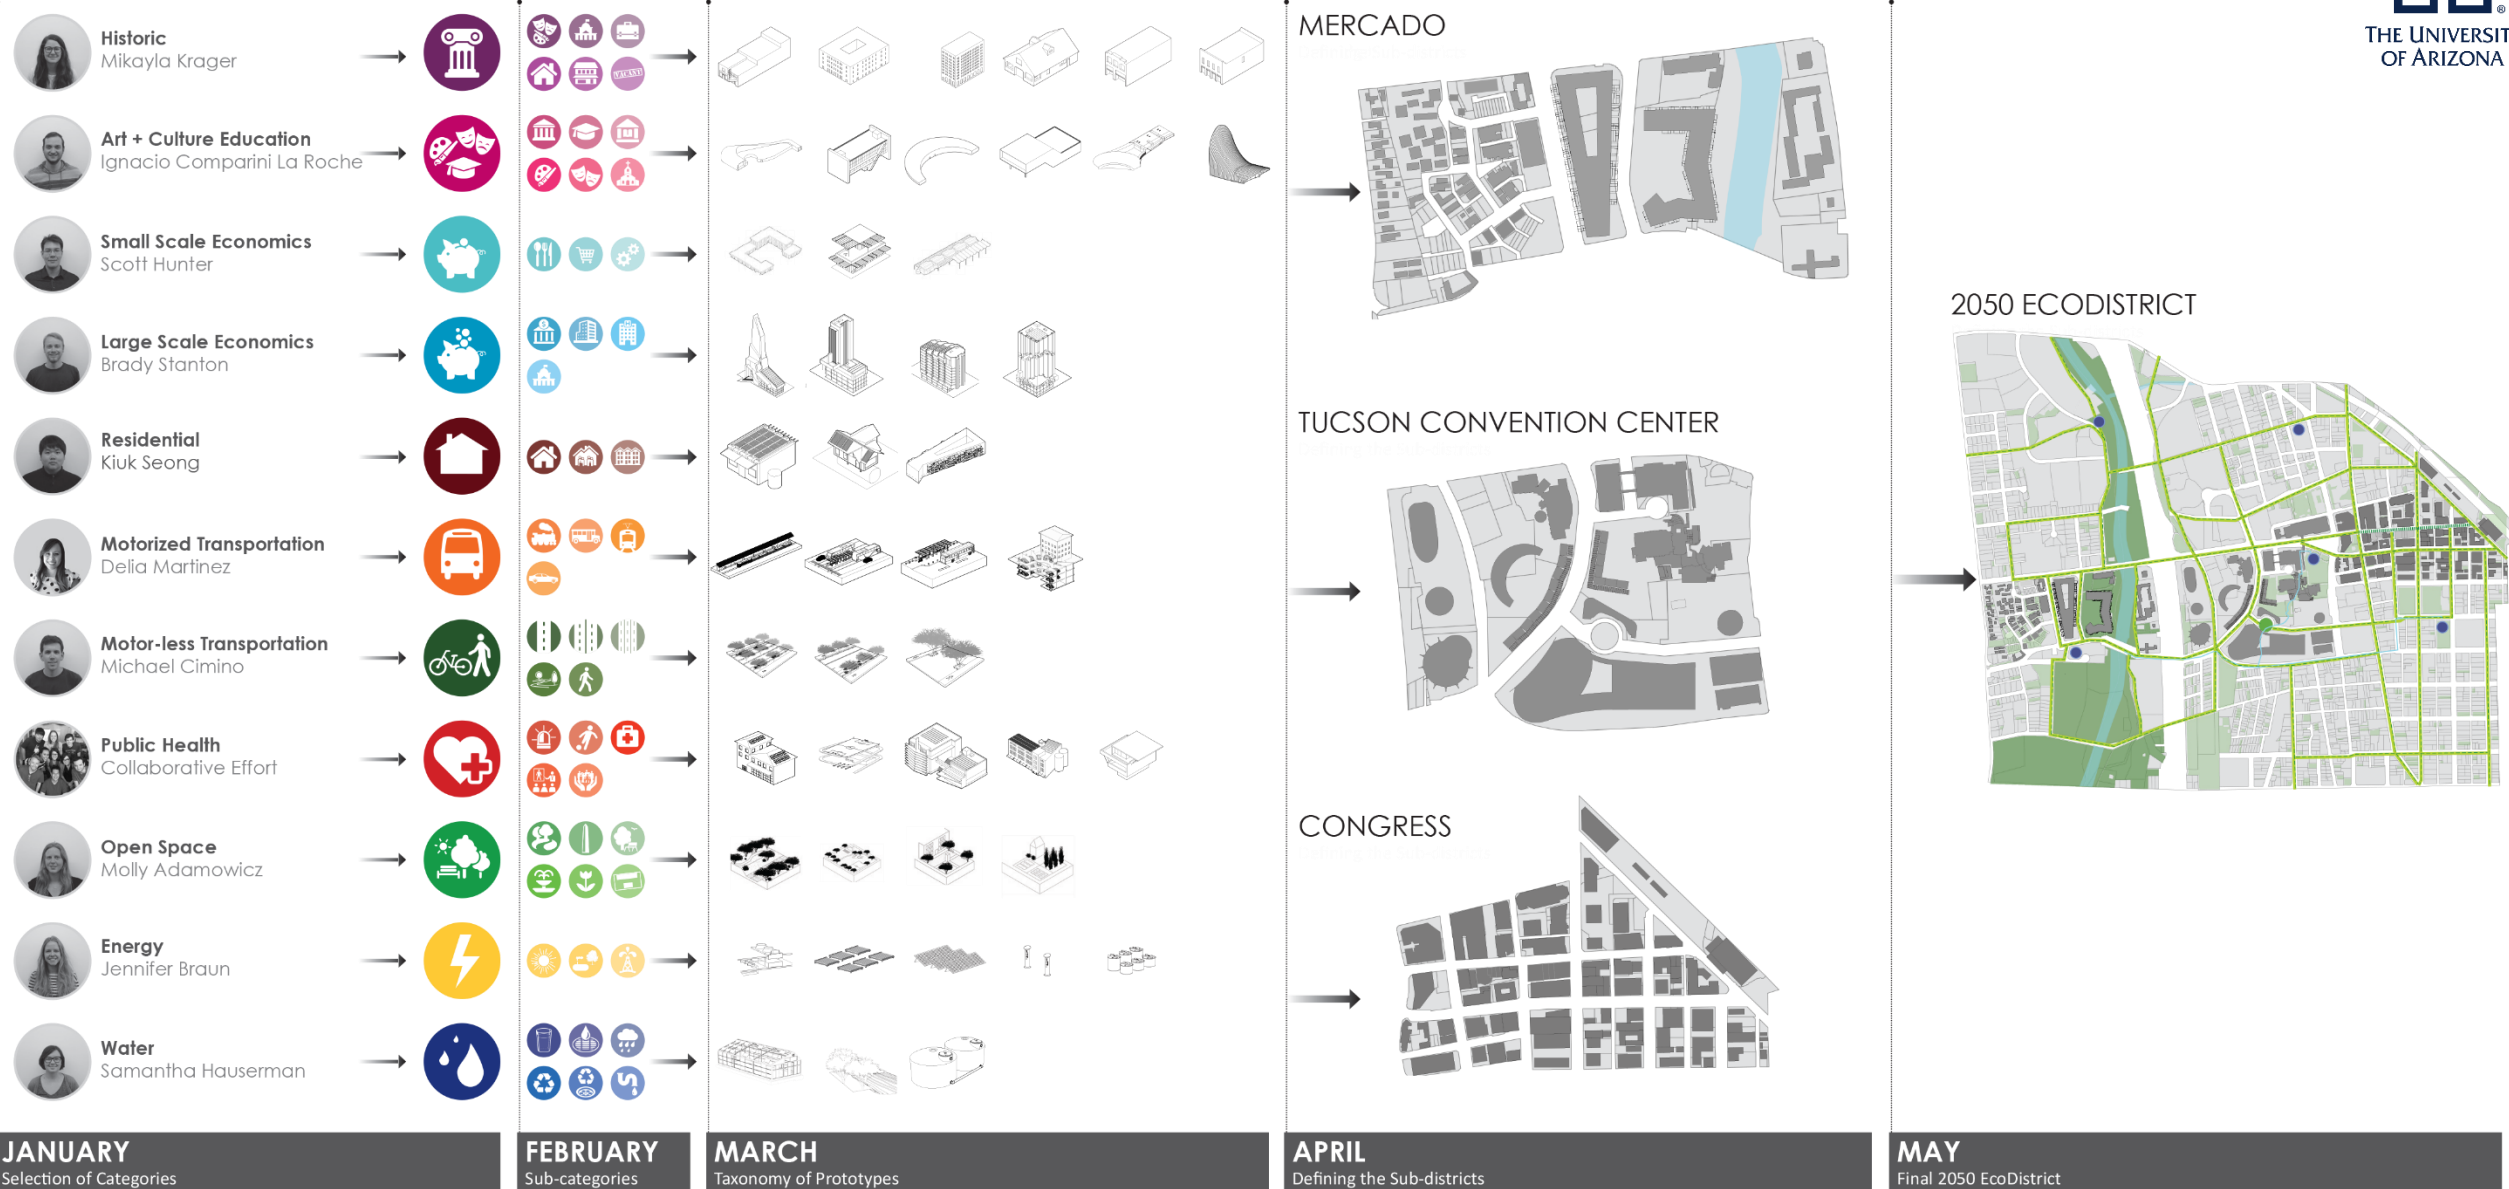 Historic
Mikayla Krager
Art + Culture Education
Ignacio Comparini La Roche
Small Scale Economics
Scott Hunter
Large Scale Economics
Brady Stanton
Residential
Kiuk Seong
Motorized Transportation
Delia Martinez
Motor-less Transportation
Michael Cimino
Public Health
Collaborative Effort
Open Space
Molly Adamowicz
Energy
Jennifer Braun
Water
Samantha Hauserman
VACANT
MERCADO
TUCSON CONVENTION CENTER
CONGRESS
2050 ECODISTRICT
THE UNIVERSIT
OF ARIZONA
®
JANUARY
Selection of Categories
FEBRUARY
Sub-categories
MARCH
Taxonomy of Prototypes
APRIL
Defining the Sub-districts
MAY
Final 2050 EcoDistrict